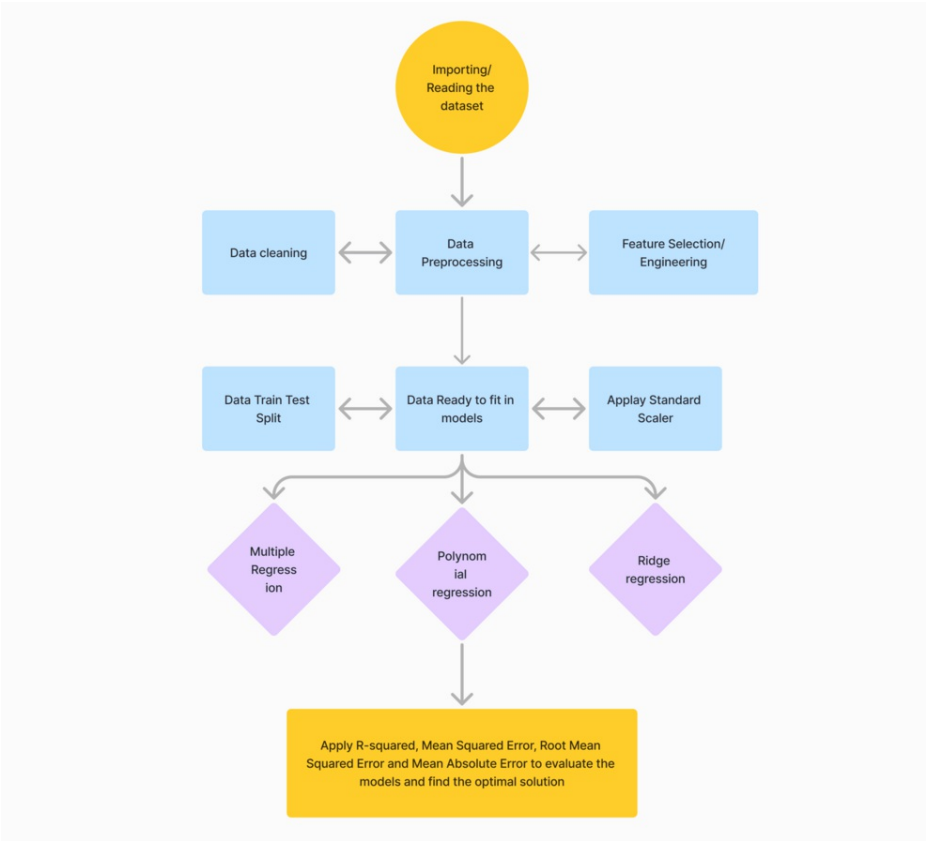 Importing/
Reading the
dataset
Data cleaning
Data
Preprocessing
Feature Selection/
Engineering
Data Train Test
Split
Data Ready to fit in
models
Applay Standard
Scaler
Multiple
Regress
ion
Polynom
ial
regression
Ridge
regression
Apply R-squared, Mean Squared Error, Root Mean
Squared Error and Mean Absolute Error to evaluate the
models and find the optimal solution